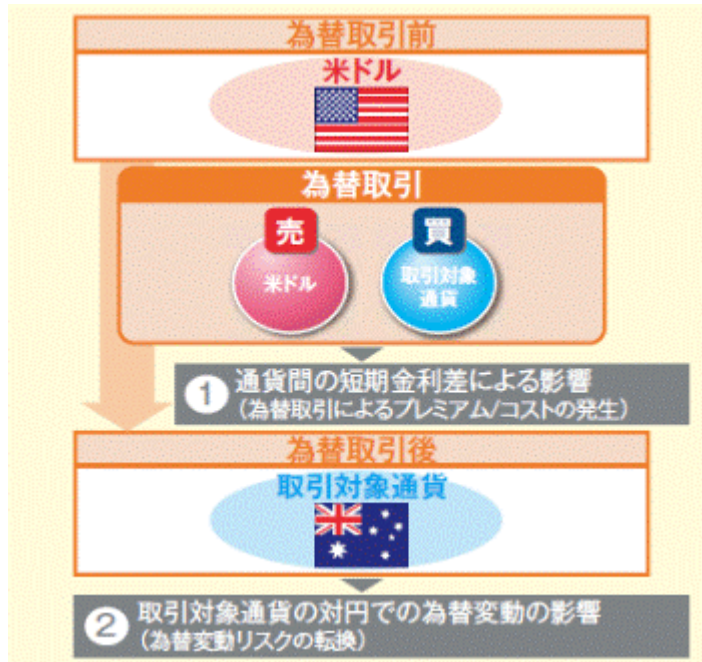 為替取引前
米ドル
為替取引
売
買
米ドル
取引対象
通貨
1 通貨間の短期金利差による影響
（為替取引によるプレミアム/コストの発生）
為替取引後
取引対象通貨
2 取引対象通貨の対円での為替変動の影響
（為替変動リスクの転換）